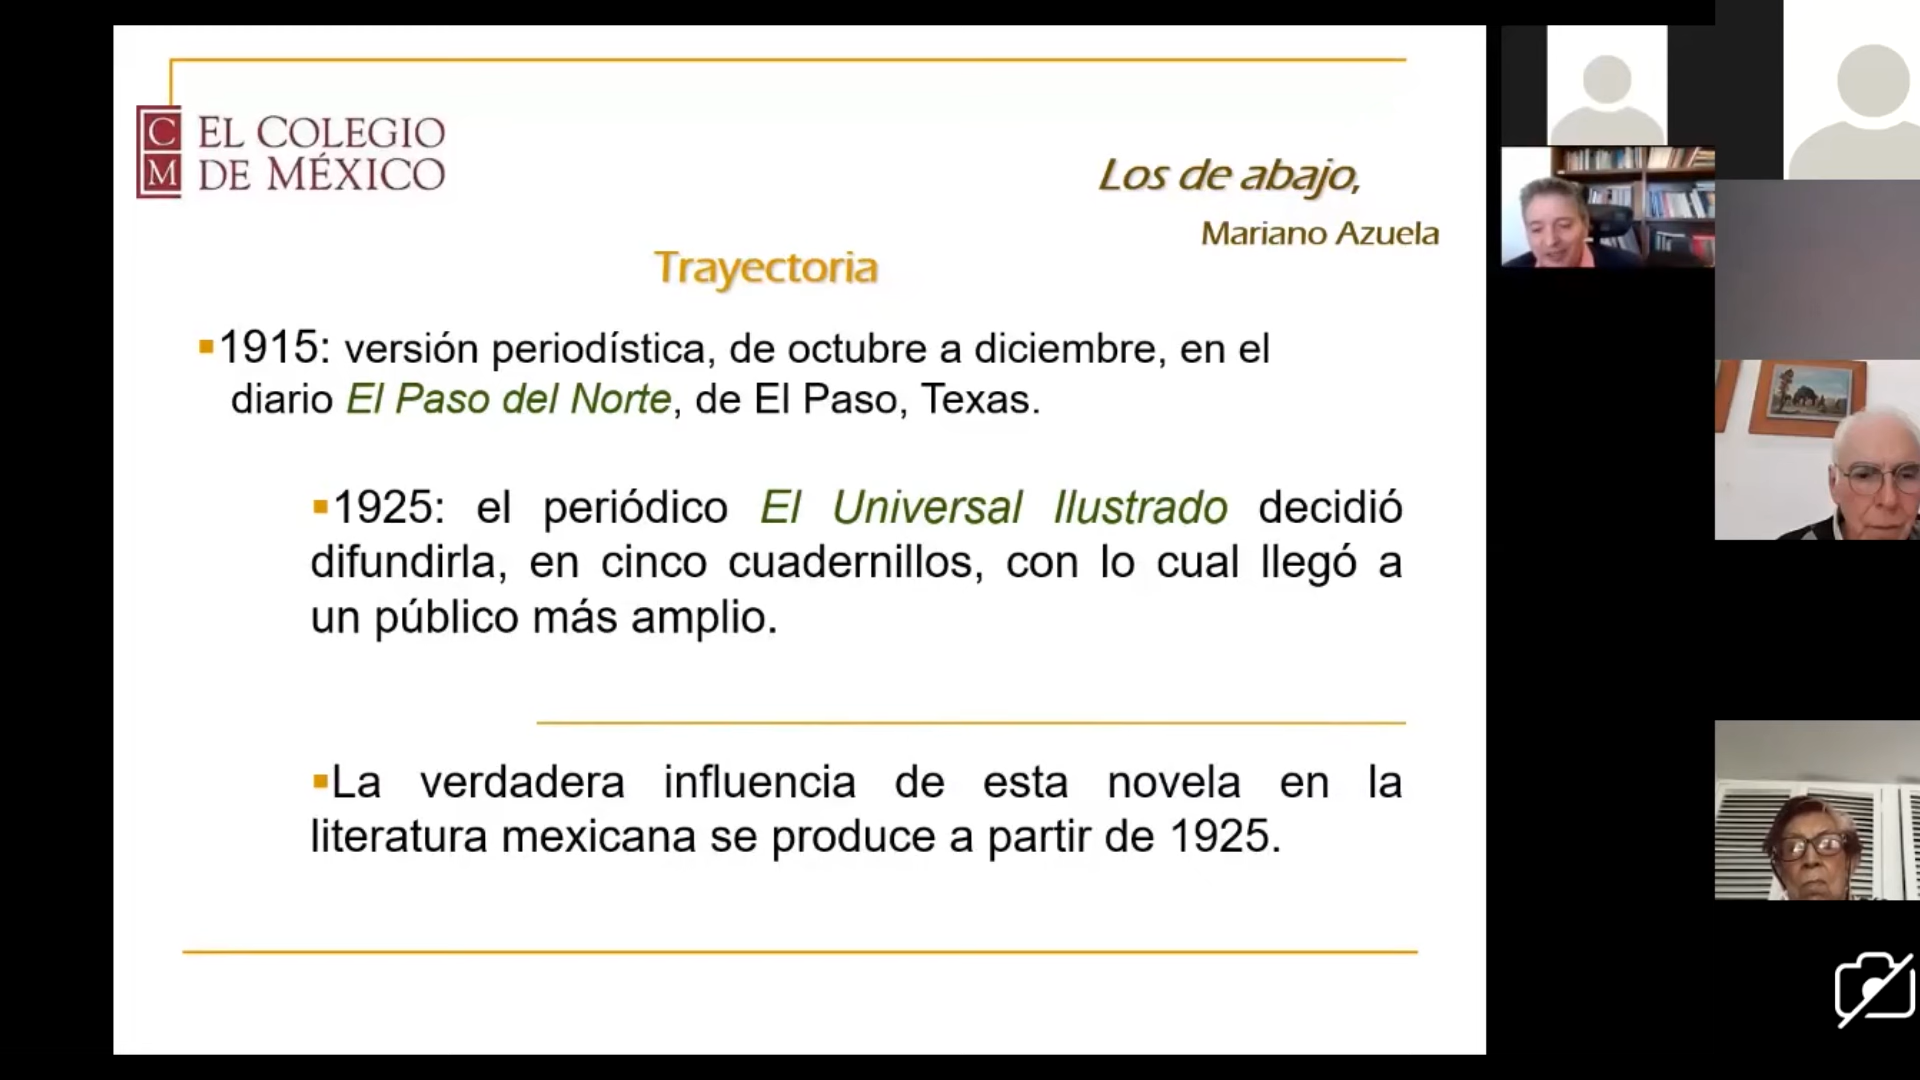 C
M
EL COLEGIO
DE MÉXICO
Los de abajo,
Mariano Azuela
Trayectoria
▪1915: versión periodística, de octubre a diciembre, en el
diario El Paso del Norte, de El Paso, Texas.
▪1925: el periódico El Universal Ilustrado decidió
difundirla, en cinco cuadernillos, con lo cual llegó a
un público más amplio.
▪La verdadera influencia de esta novela en la
literatura mexicana se produce a partir de 1925.